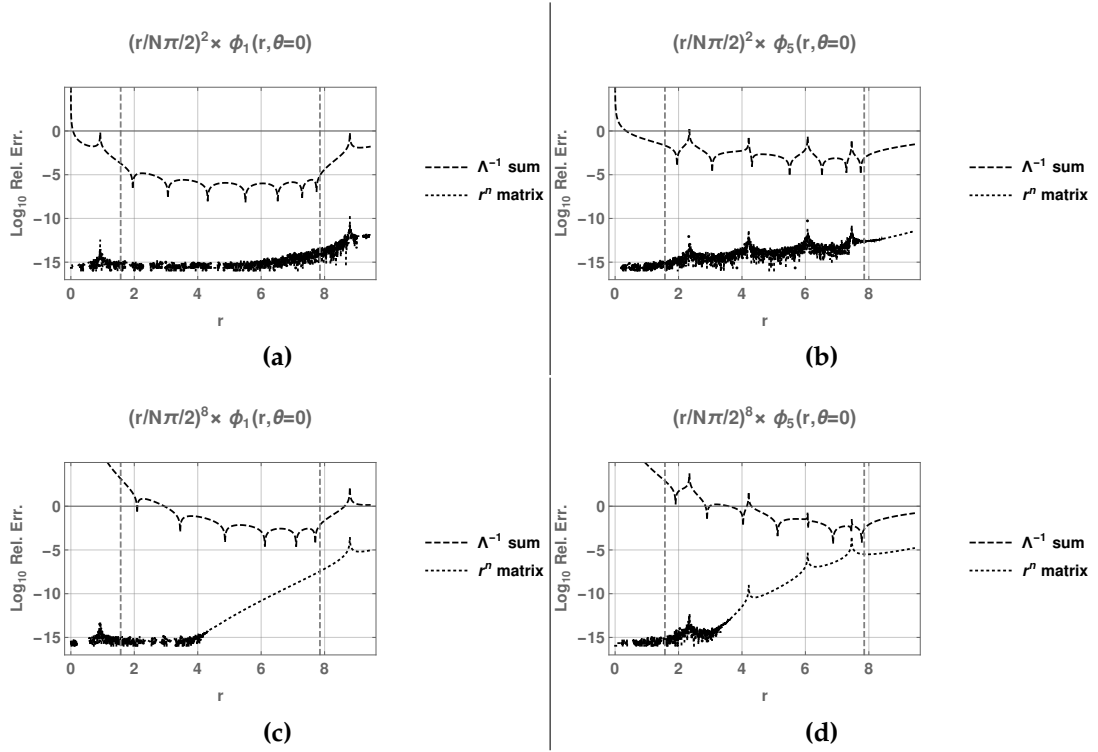 (r/Nπ/2)² × ϕ₁(r,θ=0)
Log₁₀ Rel. Err.
0
−5
−10
−15
0 2 4 6 8
r
Λ⁻¹ sum
rⁿ matrix
(a)
(r/Nπ/2)² × ϕ₅(r,θ=0)
Log₁₀ Rel. Err.
0
−5
−10
−15
0 2 4 6 8
r
Λ⁻¹ sum
rⁿ matrix
(b)
(r/Nπ/2)⁸ × ϕ₁(r,θ=0)
Log₁₀ Rel. Err.
0
−5
−10
−15
0 2 4 6 8
r
Λ⁻¹ sum
rⁿ matrix
(c)
(r/Nπ/2)⁸ × ϕ₅(r,θ=0)
Log₁₀ Rel. Err.
0
−5
−10
−15
0 2 4 6 8
r
Λ⁻¹ sum
rⁿ matrix
(d)